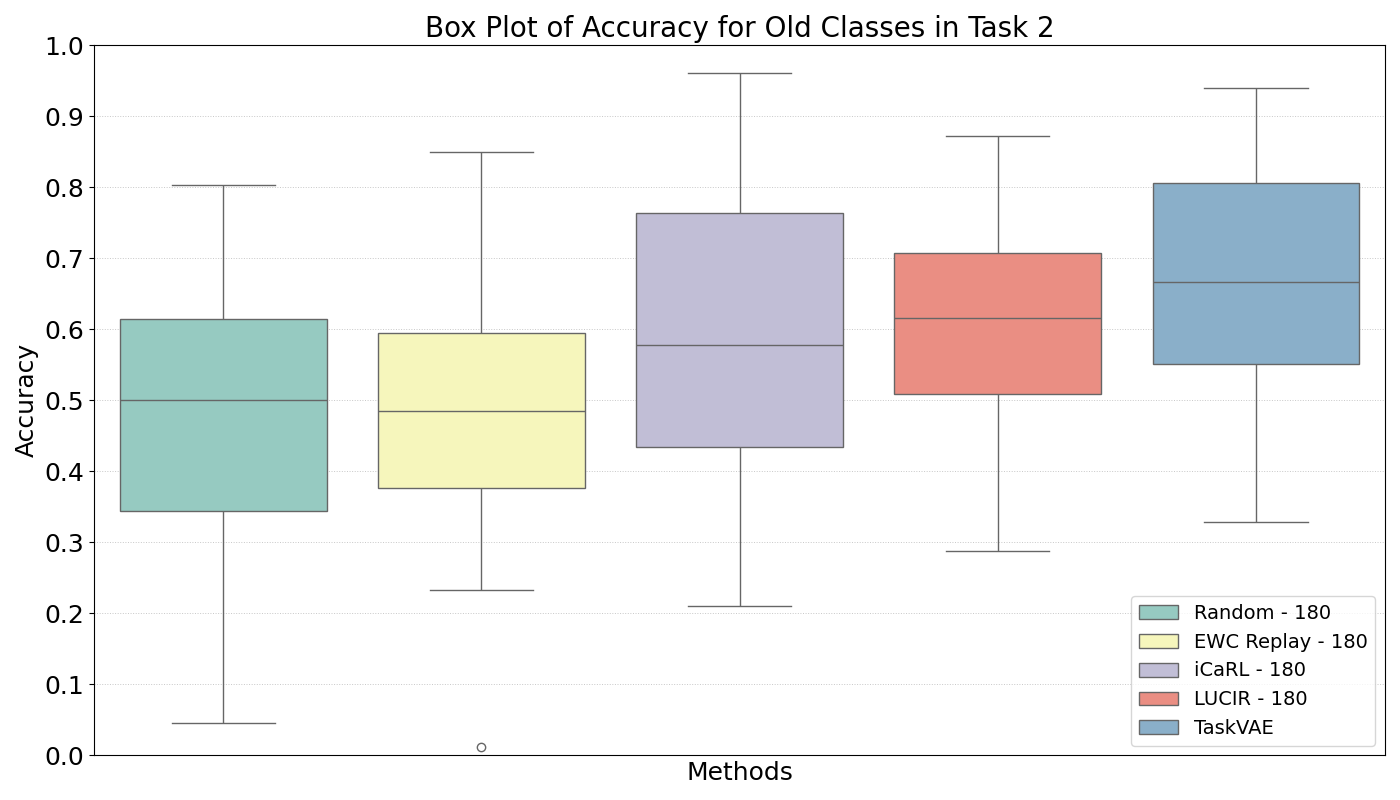 Box Plot of Accuracy for Old Classes in Task 2
1.0
0.9
0.8
0.7
0.6
0.5
0.4
0.3
0.2
0.1
0.0
Accuracy
Methods
Random - 180
EWC Replay - 180
iCaRL - 180
LUCIR - 180
TaskVAE